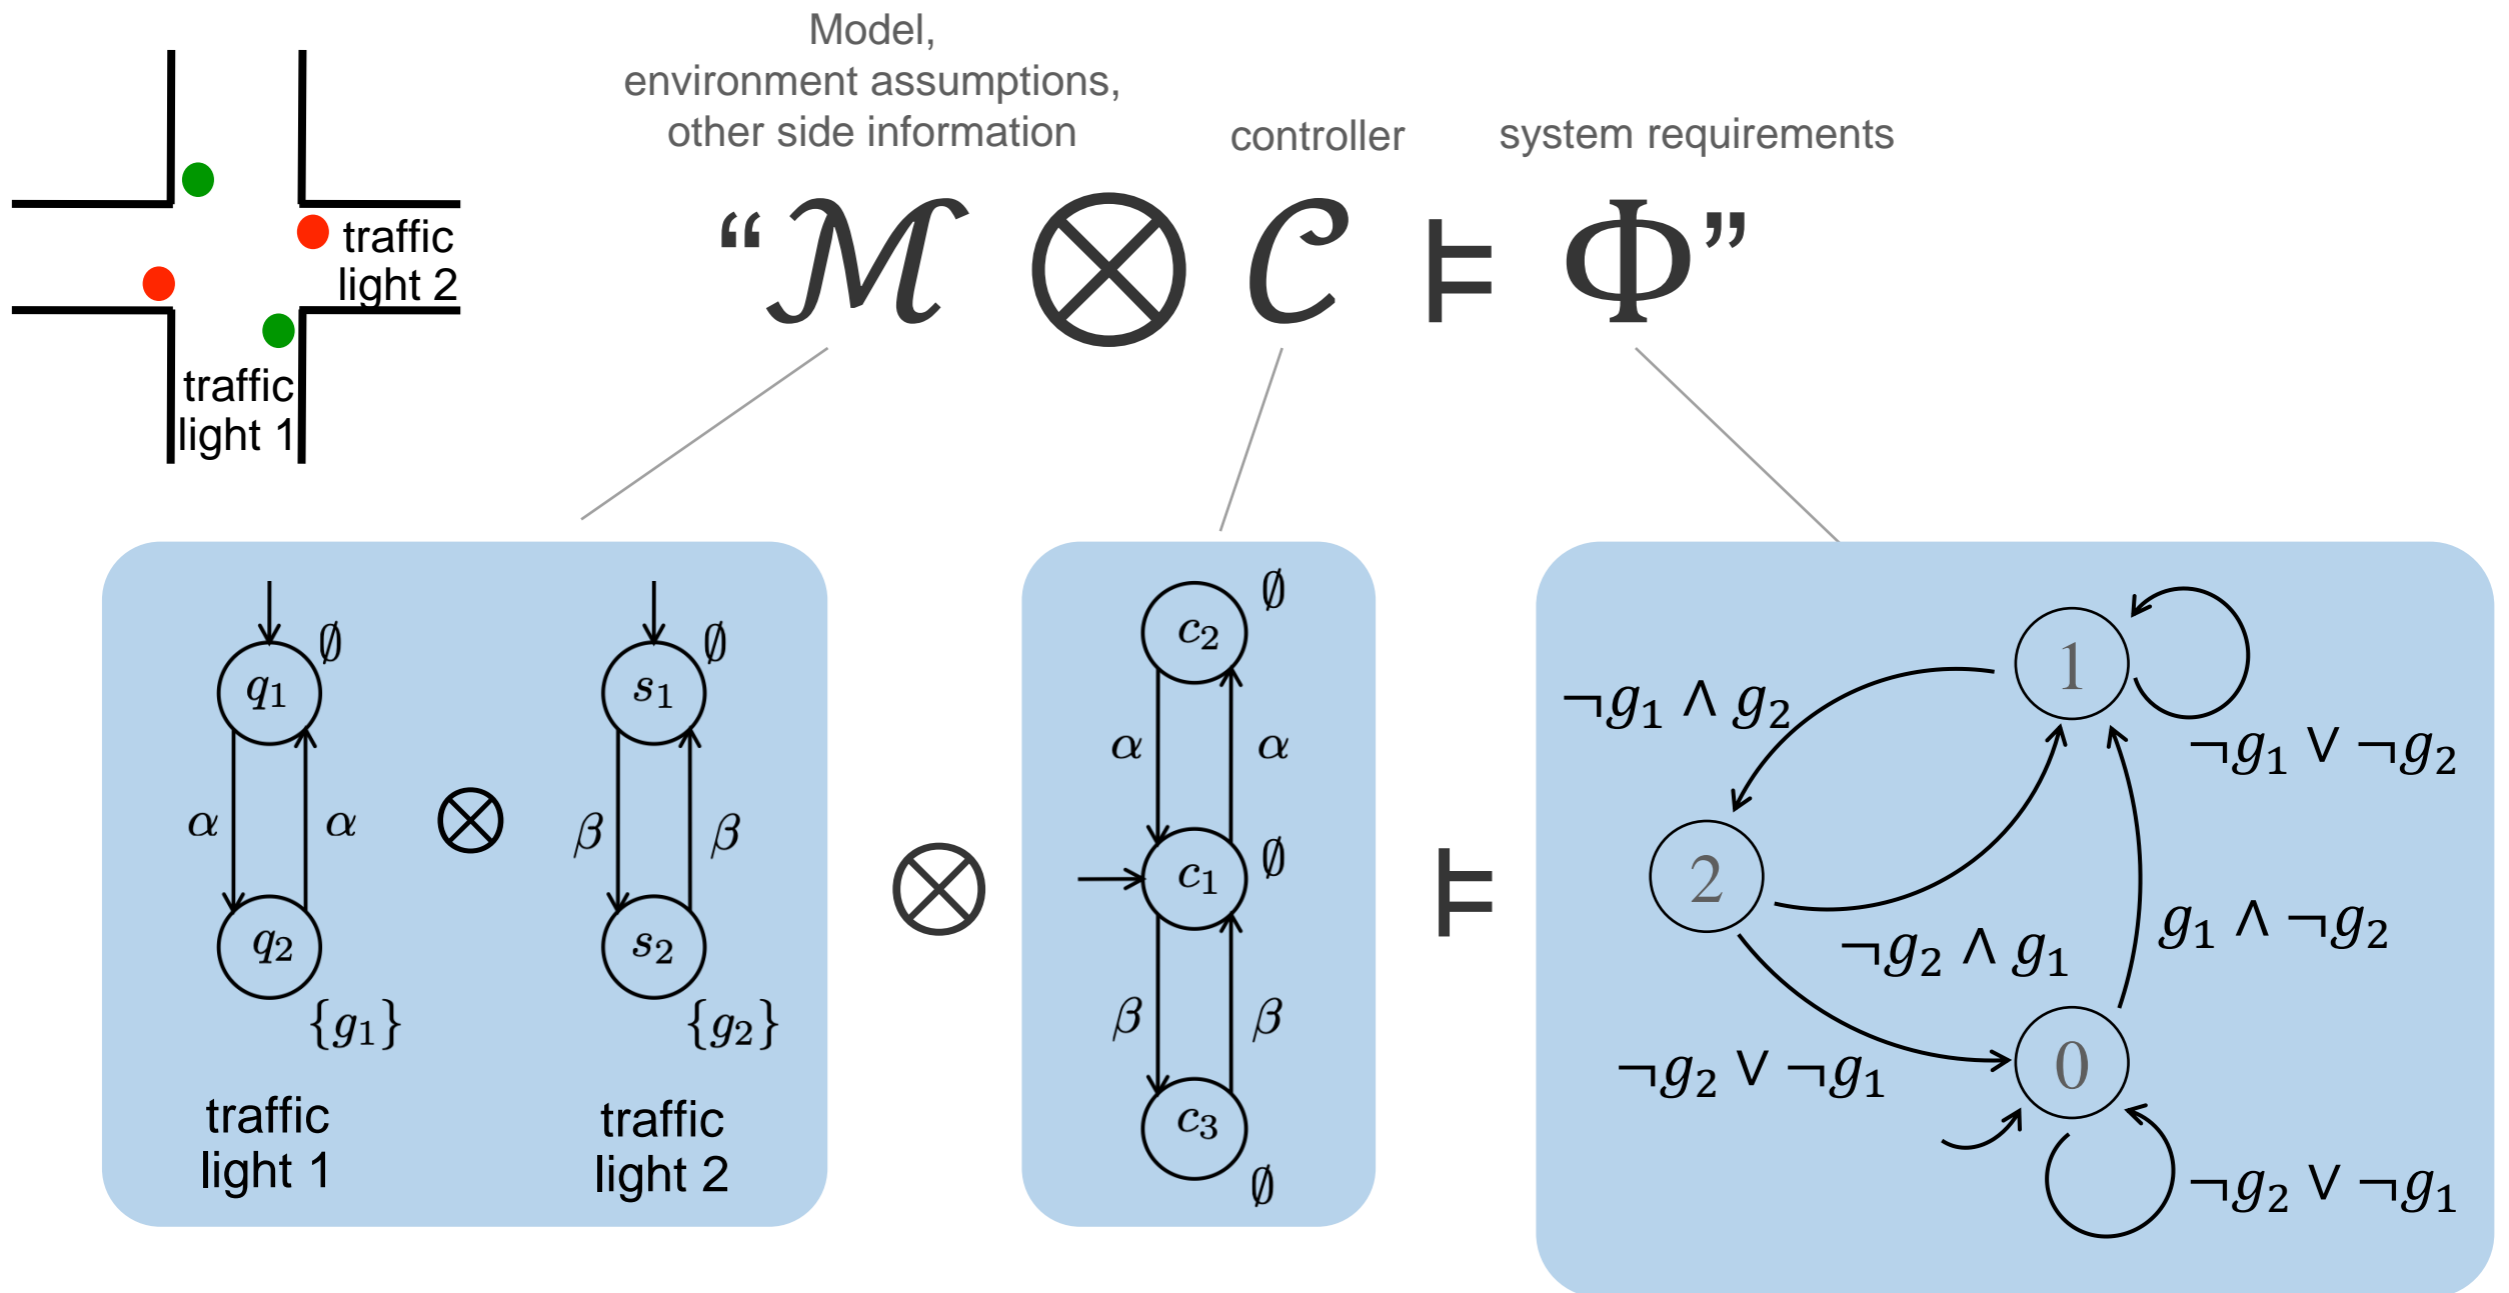 Model,
environment assumptions,
other side information
controller
system requirements
“ℳ ⊗ 𝒞 ⊨ Φ”
traffic
light 2
traffic
light 1
q₁
∅
α
α
q₂
{g₁}
traffic
light 1
⊗
s₁
∅
β
β
s₂
{g₂}
traffic
light 2
⊗
c₂
∅
α
α
c₁
∅
β
β
c₃
∅
⊨
1
¬g₁ ∧ g₂
¬g₁ ∨ ¬g₂
2
¬g₂ ∧ g₁
g₁ ∧ ¬g₂
¬g₂ ∨ ¬g₁
0
¬g₂ ∨ ¬g₁